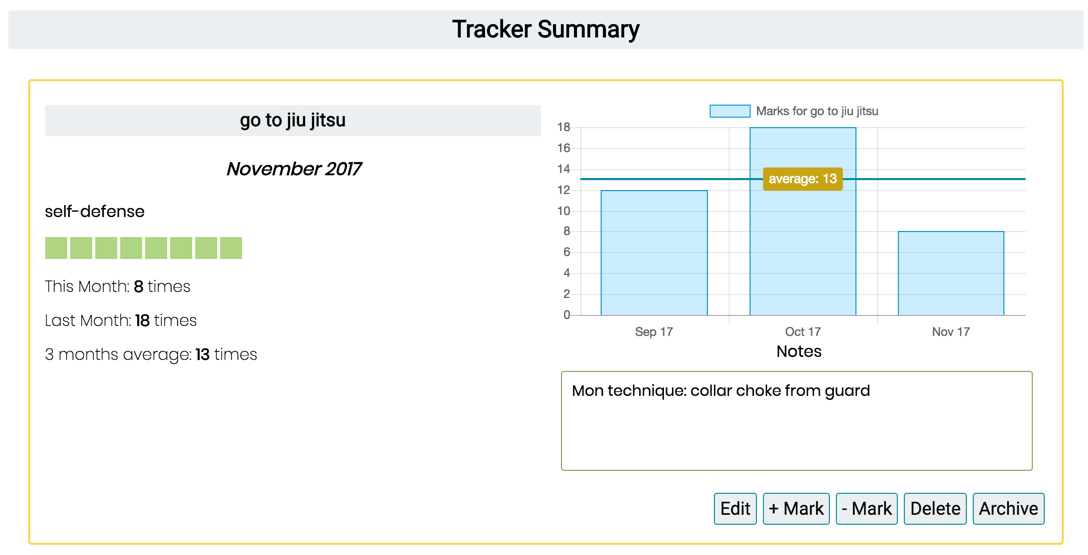 Tracker Summary
go to jiu jitsu
November 2017
self-defense
This Month: 8 times
Last Month: 18 times
3 months average: 13 times
Marks for go to jiu jitsu
18
16
14
average: 13
12
10
8
6
4
2
0
Sep 17 Oct 17 Nov 17
Notes
Mon technique: collar choke from guard
Edit + Mark - Mark Delete Archive